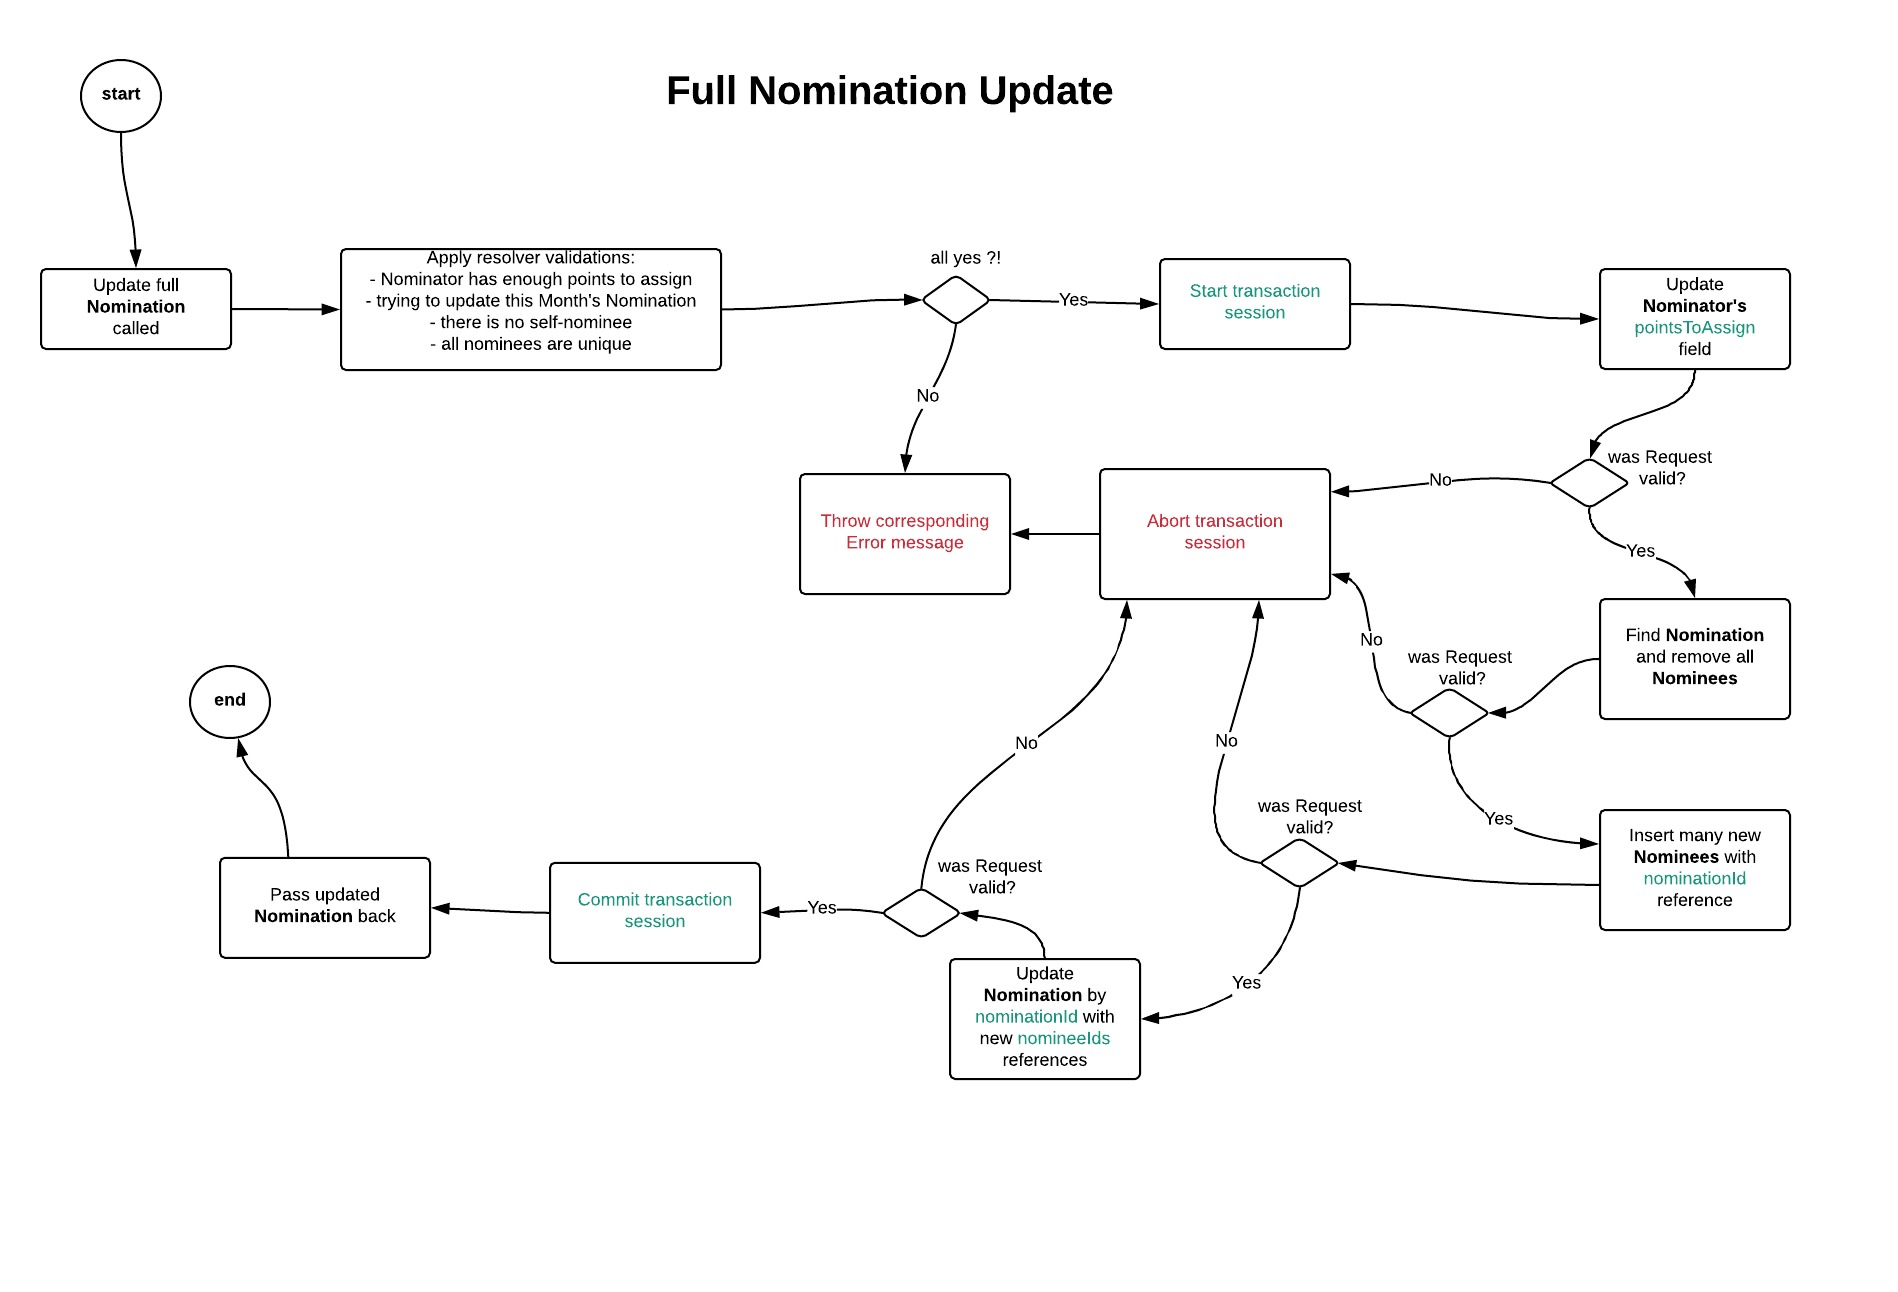 Full Nomination Update
start
Update full
Nomination
called
Apply resolver validations:
- Nominator has enough points to assign
- trying to update this Month's Nomination
- there is no self-nominee
- all nominees are unique
all yes ?!
Yes
No
Start transaction
session
Update
Nominator's
pointsToAssign
field
was Request
valid?
No
Yes
Throw corresponding
Error message
Abort transaction
session
Find Nomination
and remove all
Nominees
was Request
valid?
No
Yes
Insert many new
Nominees with
nominationId
reference
was Request
valid?
No
Yes
Update
Nomination by
nominationId with
new nomineeIds
references
was Request
valid?
No
Yes
Commit transaction
session
Pass updated
Nomination back
end